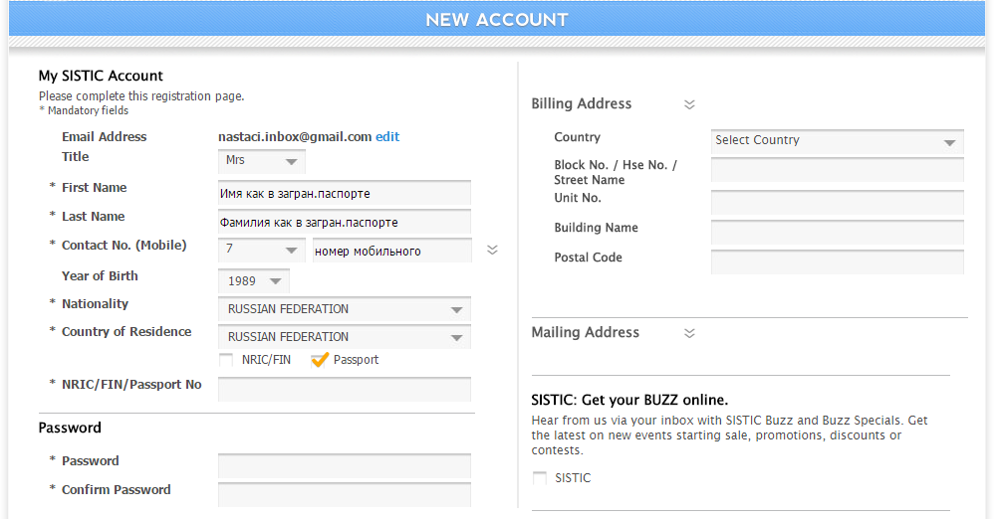 NEW ACCOUNT
My SISTIC Account
Please complete this registration page.
* Mandatory fields
Email Address nastaci.inbox@gmail.com edit
Title Mrs
* First Name Имя как в загран.паспорте
* Last Name Фамилия как в загран.паспорте
* Contact No. (Mobile) 7 номер мобильного
Year of Birth 1989
* Nationality RUSSIAN FEDERATION
* Country of Residence RUSSIAN FEDERATION
NRIC/FIN Passport
* NRIC/FIN/Passport No
Password
* Password
* Confirm Password
Billing Address
Country Select Country
Block No. / Hse No. /
Street Name
Unit No.
Building Name
Postal Code
Mailing Address
SISTIC: Get your BUZZ online.
Hear from us via your inbox with SISTIC Buzz and Buzz Specials. Get
the latest on new events starting sale, promotions, discounts or
contests.
SISTIC